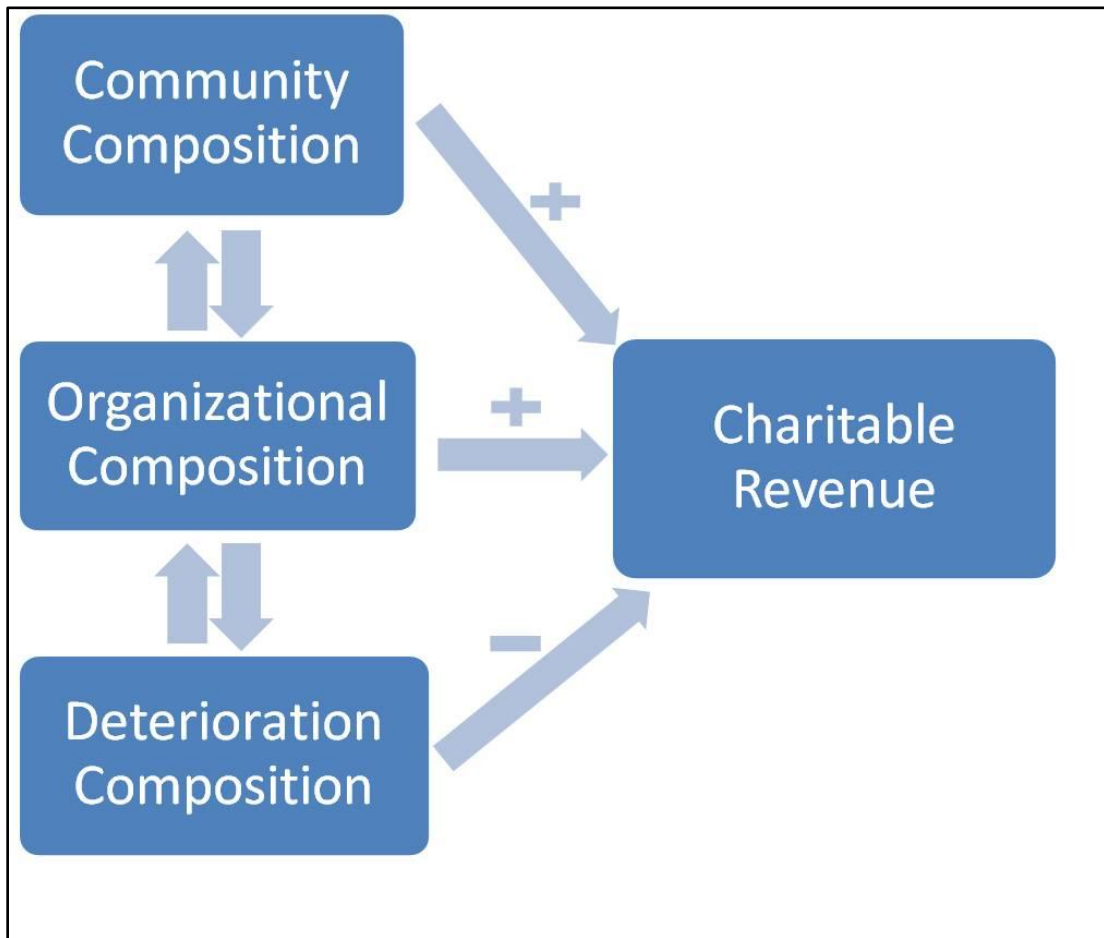 Community
Composition
+
Organizational
Composition
+
Charitable
Revenue
−
Deterioration
Composition